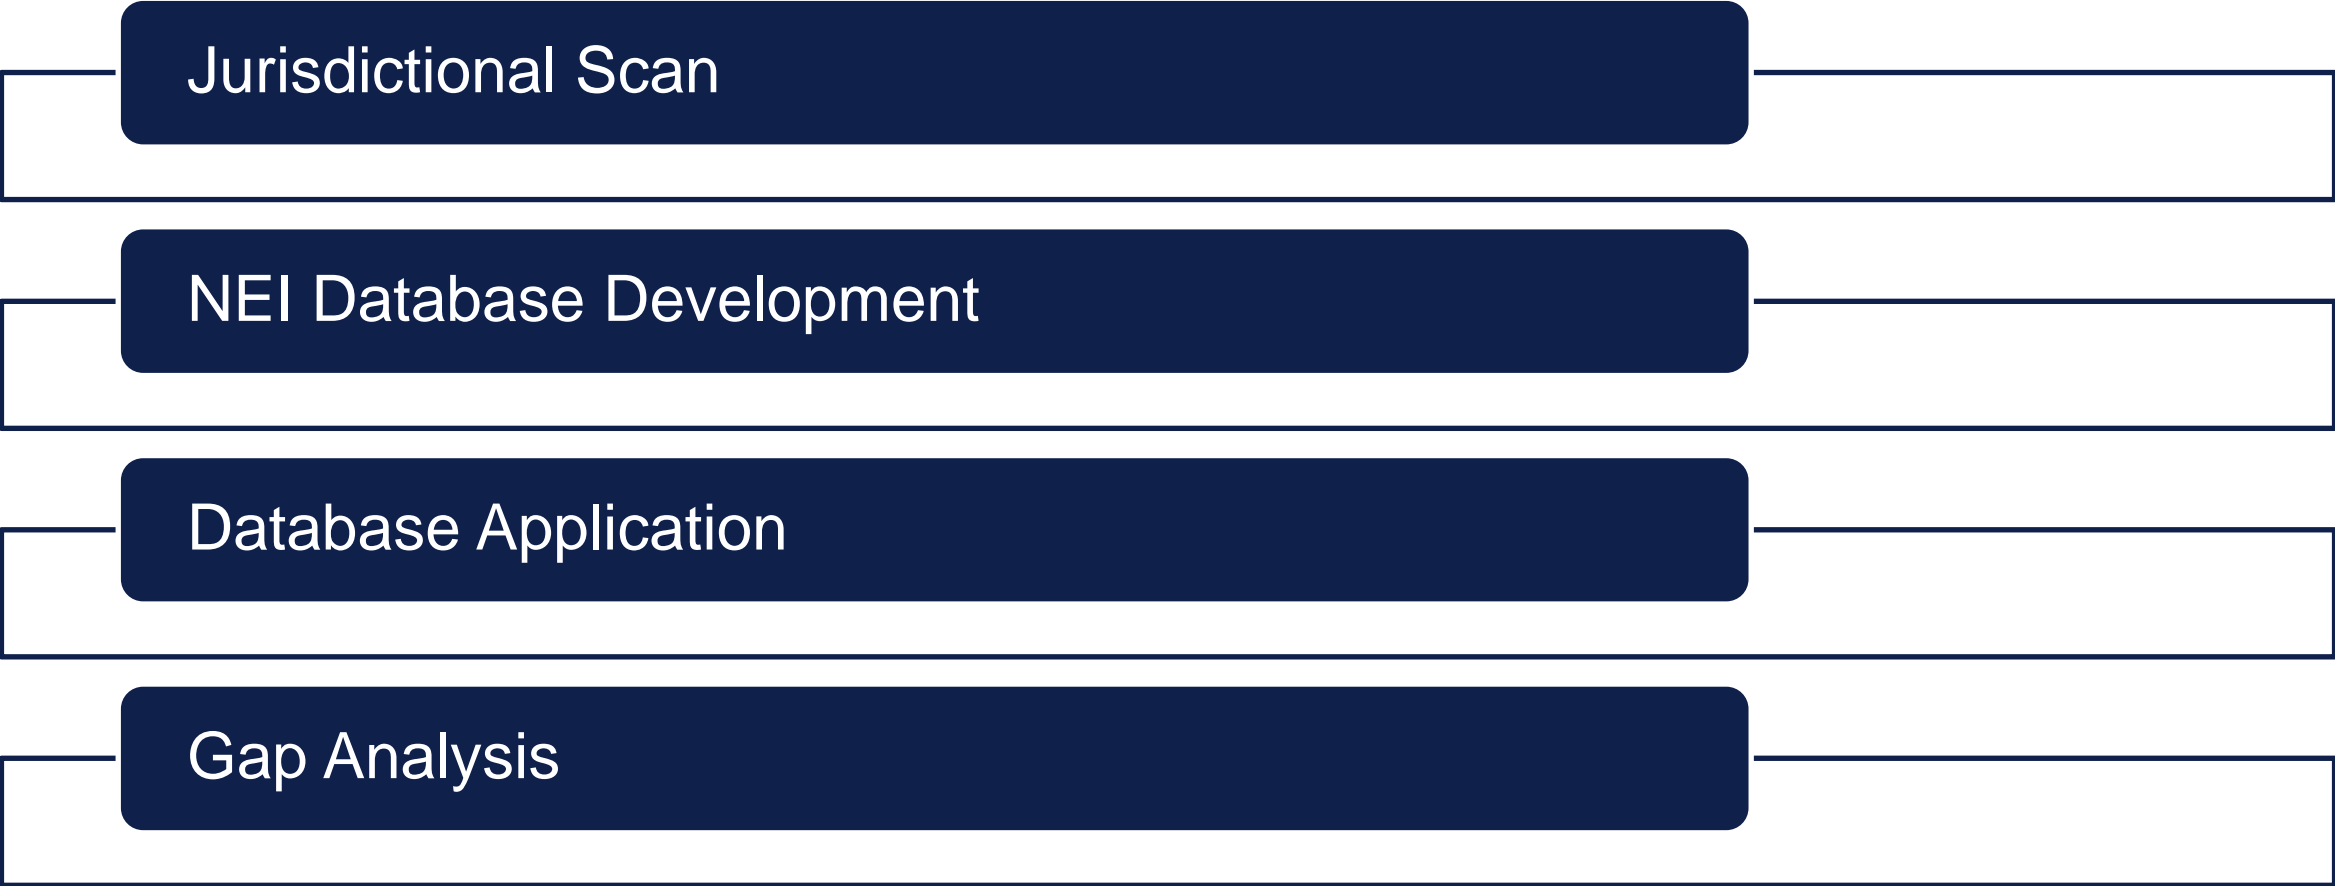 Jurisdictional Scan
NEI Database Development
Database Application
Gap Analysis